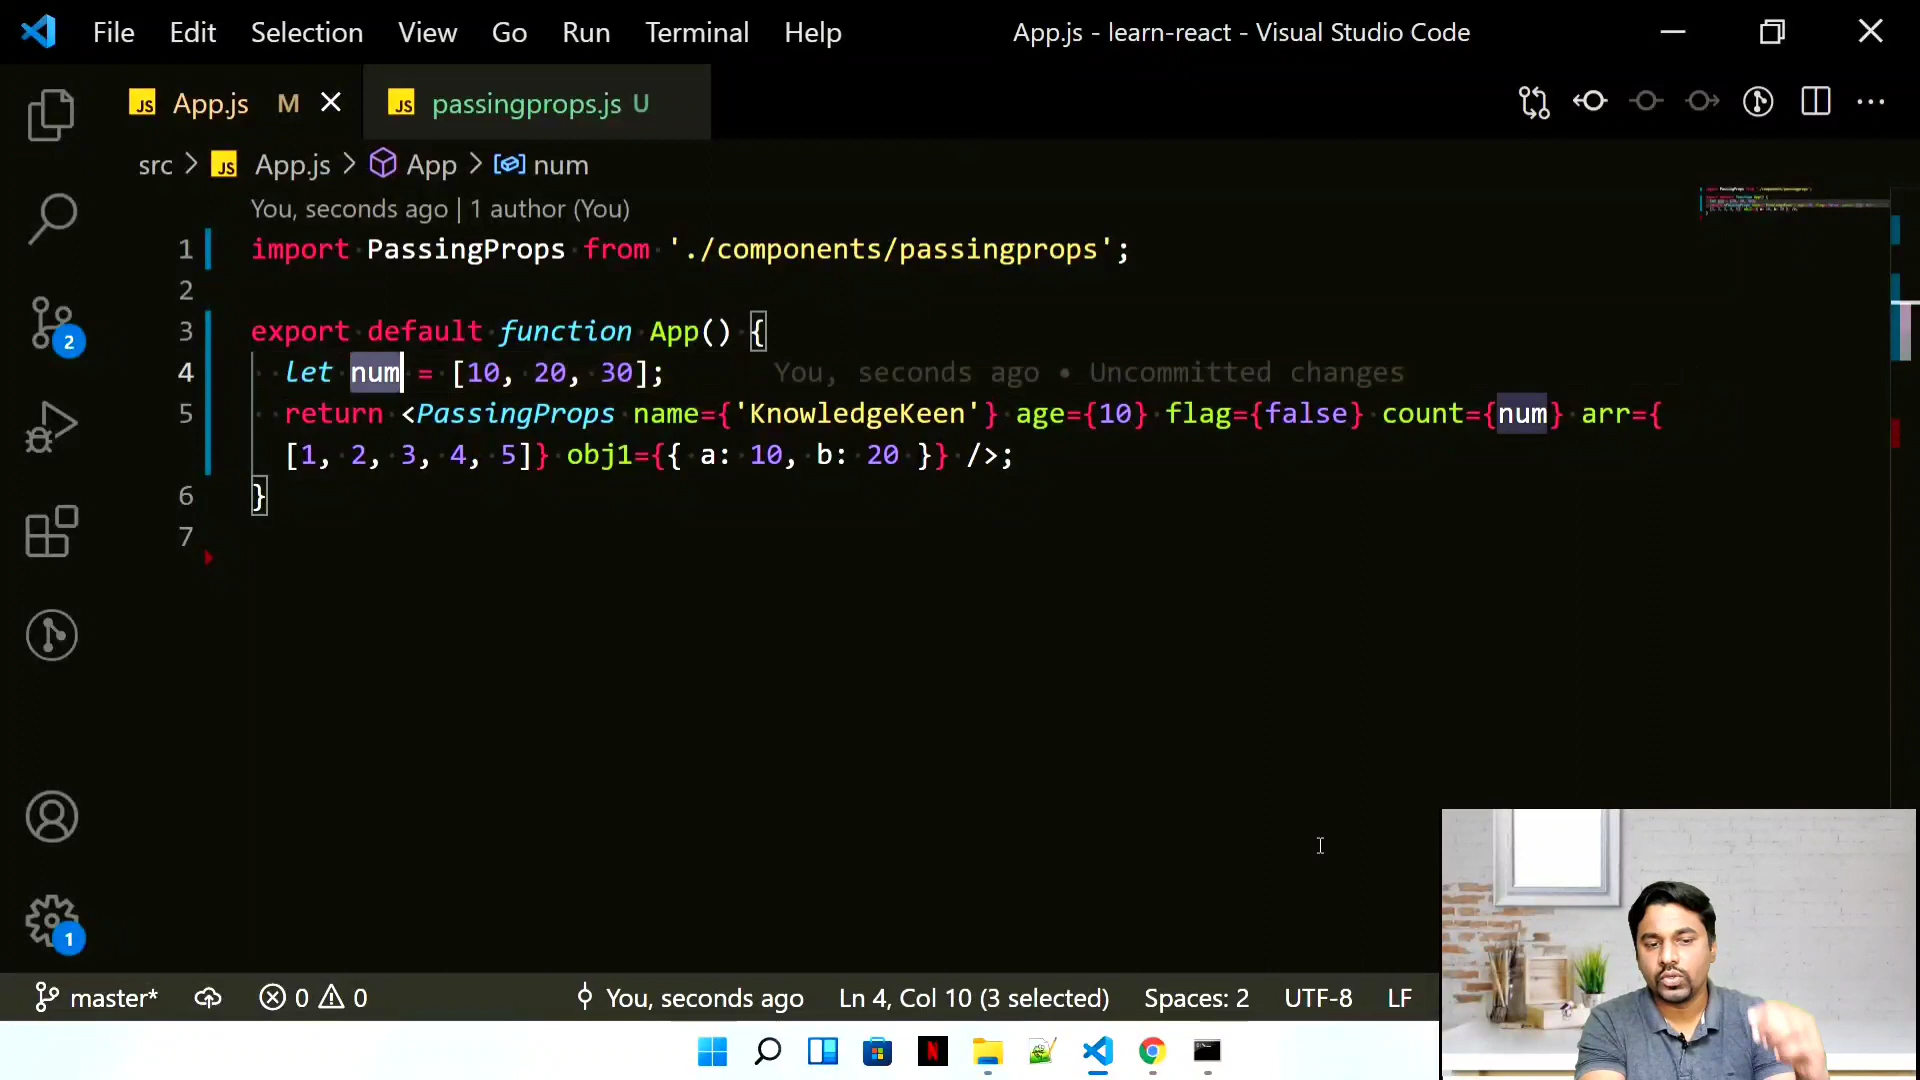 File Edit Selection View Go Run Terminal Help App.js - learn-react - Visual Studio Code
JS App.js M JS passingprops.js U
src > JS App.js > App > num
You, seconds ago | 1 author (You)
1 import PassingProps from './components/passingprops';
2
3 export default function App() {
4 let num = [10, 20, 30]; You, seconds ago • Uncommitted changes
5 return <PassingProps name={'KnowledgeKeen'} age={10} flag={false} count={num} arr={
[1, 2, 3, 4, 5]} obj1={{ a: 10, b: 20 }} />;
6 }
7
2
1
master* 0 0 You, seconds ago Ln 4, Col 10 (3 selected) Spaces: 2 UTF-8 LF
N